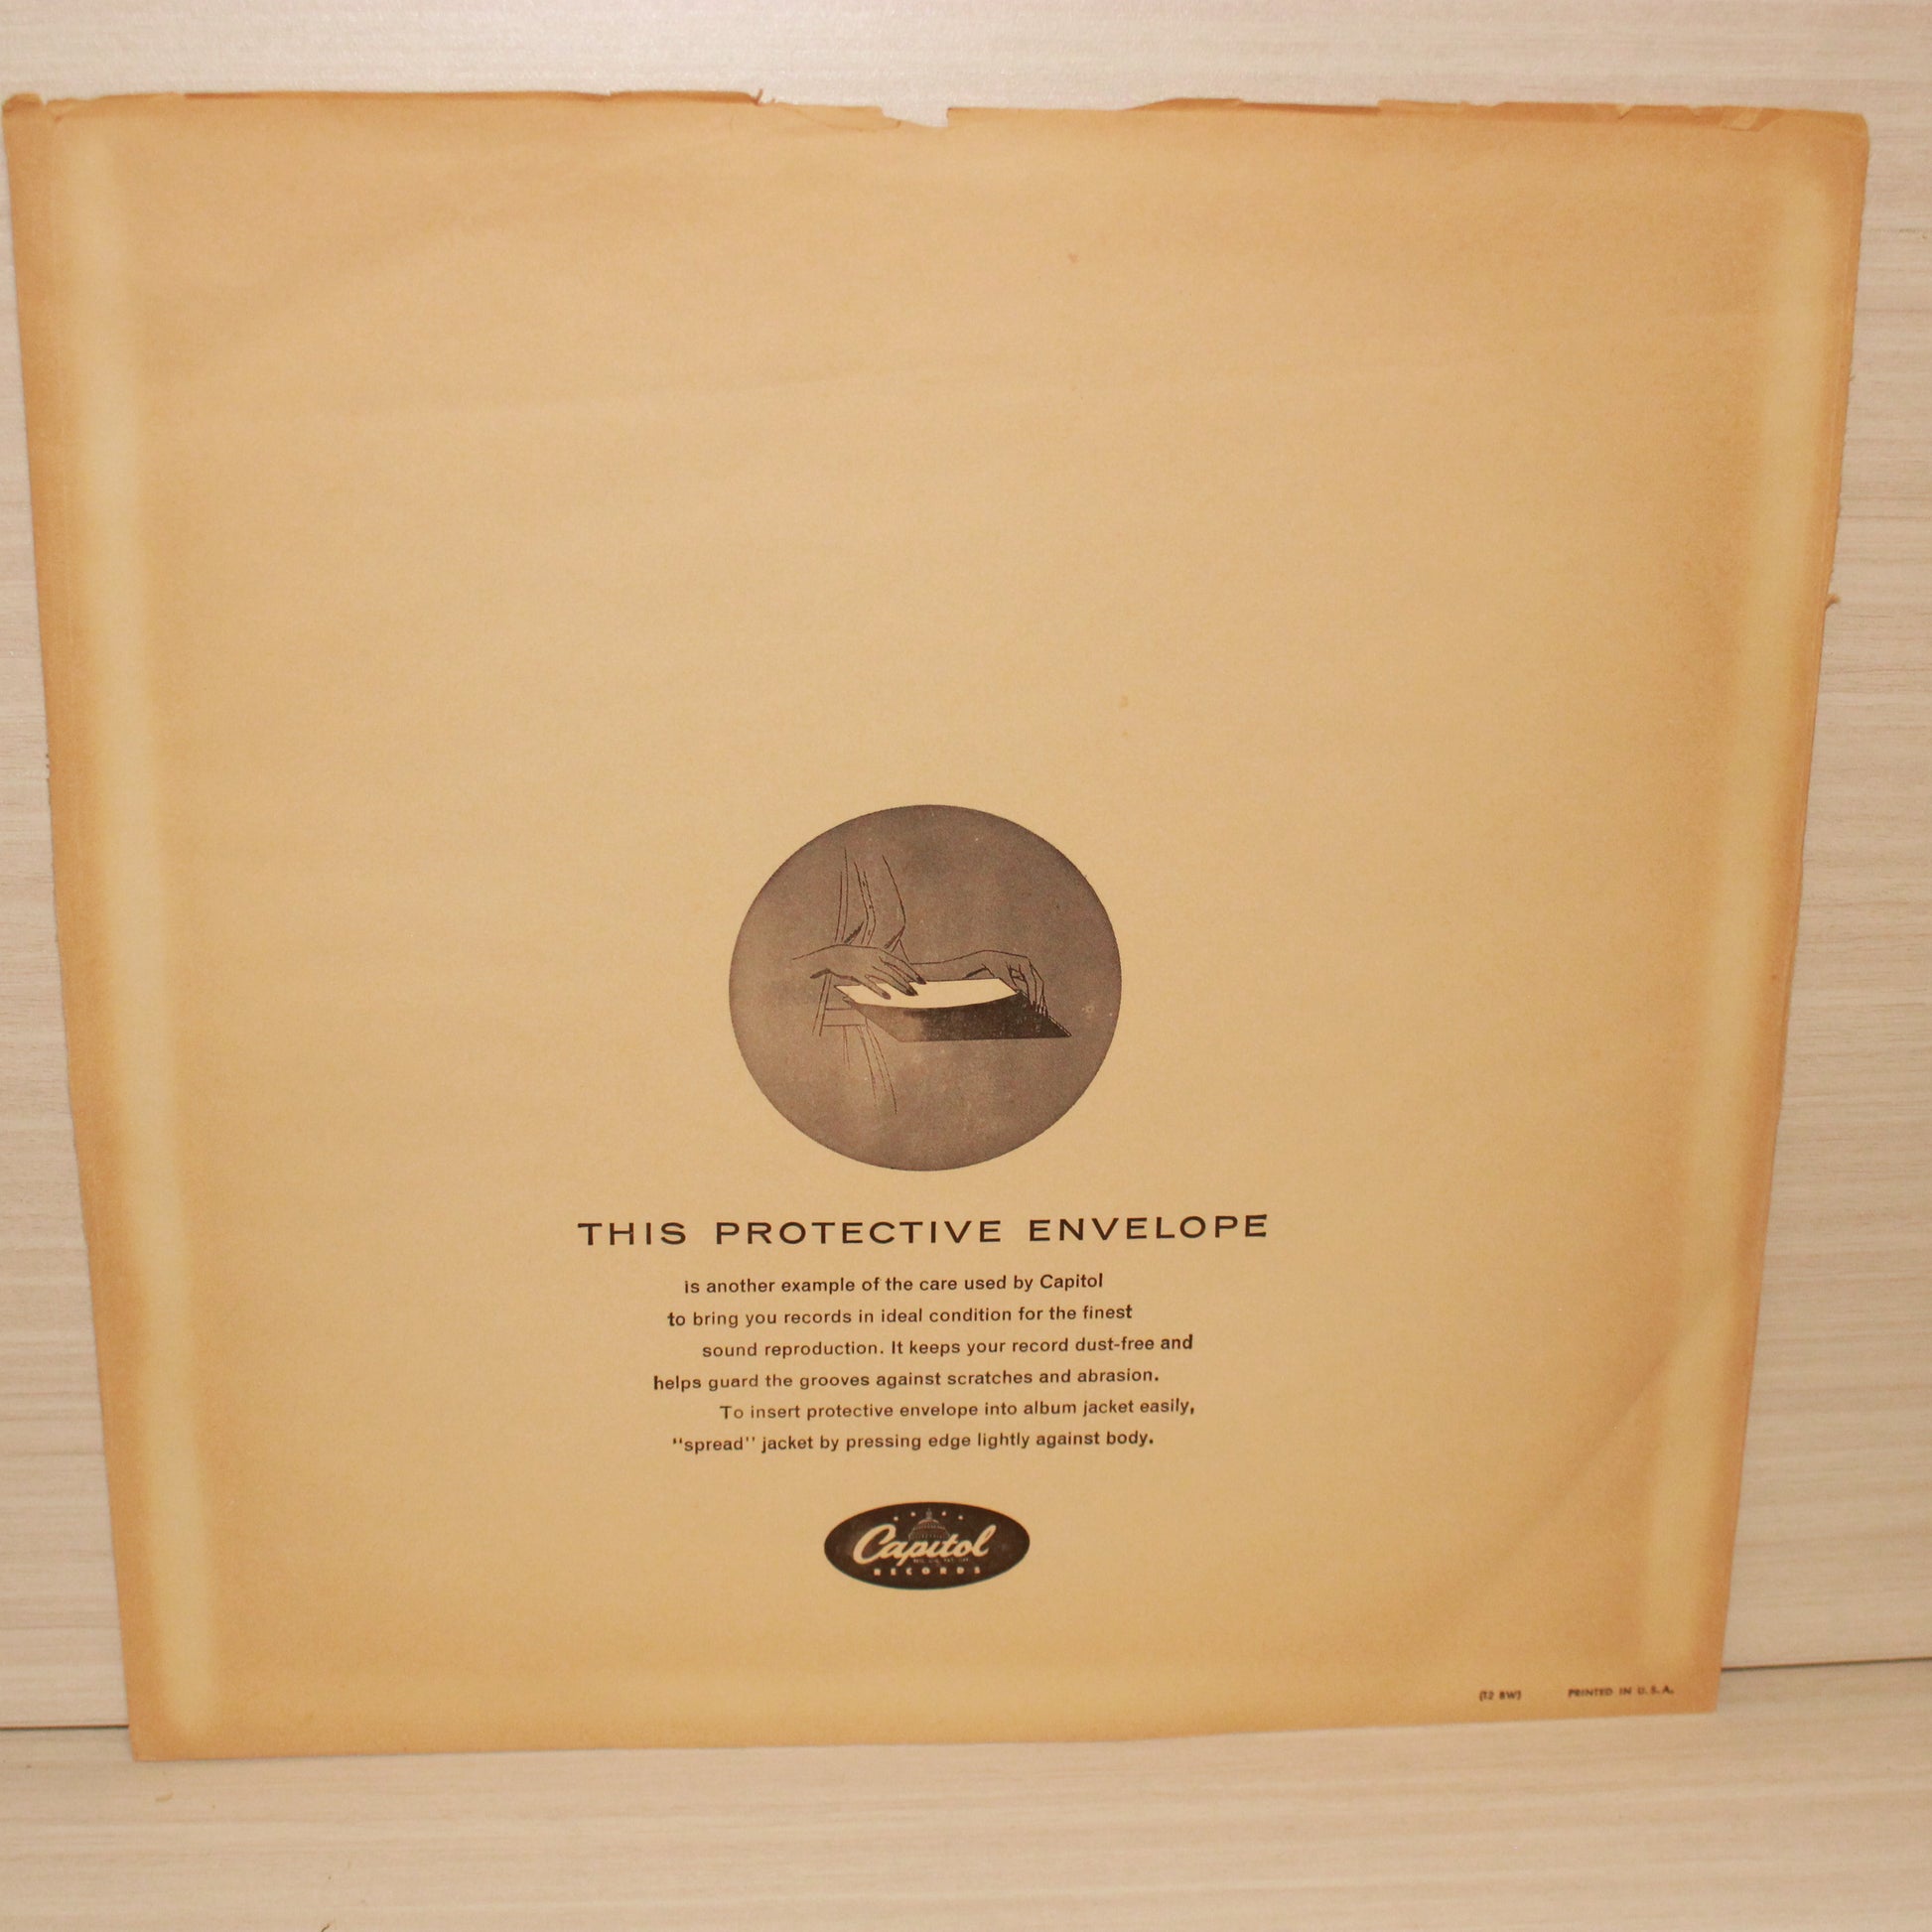 THIS PROTECTIVE ENVELOPE
is another example of the care used by Capitol
to bring you records in ideal condition for the finest
sound reproduction. It keeps your record dust-free and
helps guard the grooves against scratches and abrasion.
To insert protective envelope into album jacket easily,
"spread" jacket by pressing edge lightly against body.
Capitol
RECORDS
(12 BW) PRINTED IN U.S.A.